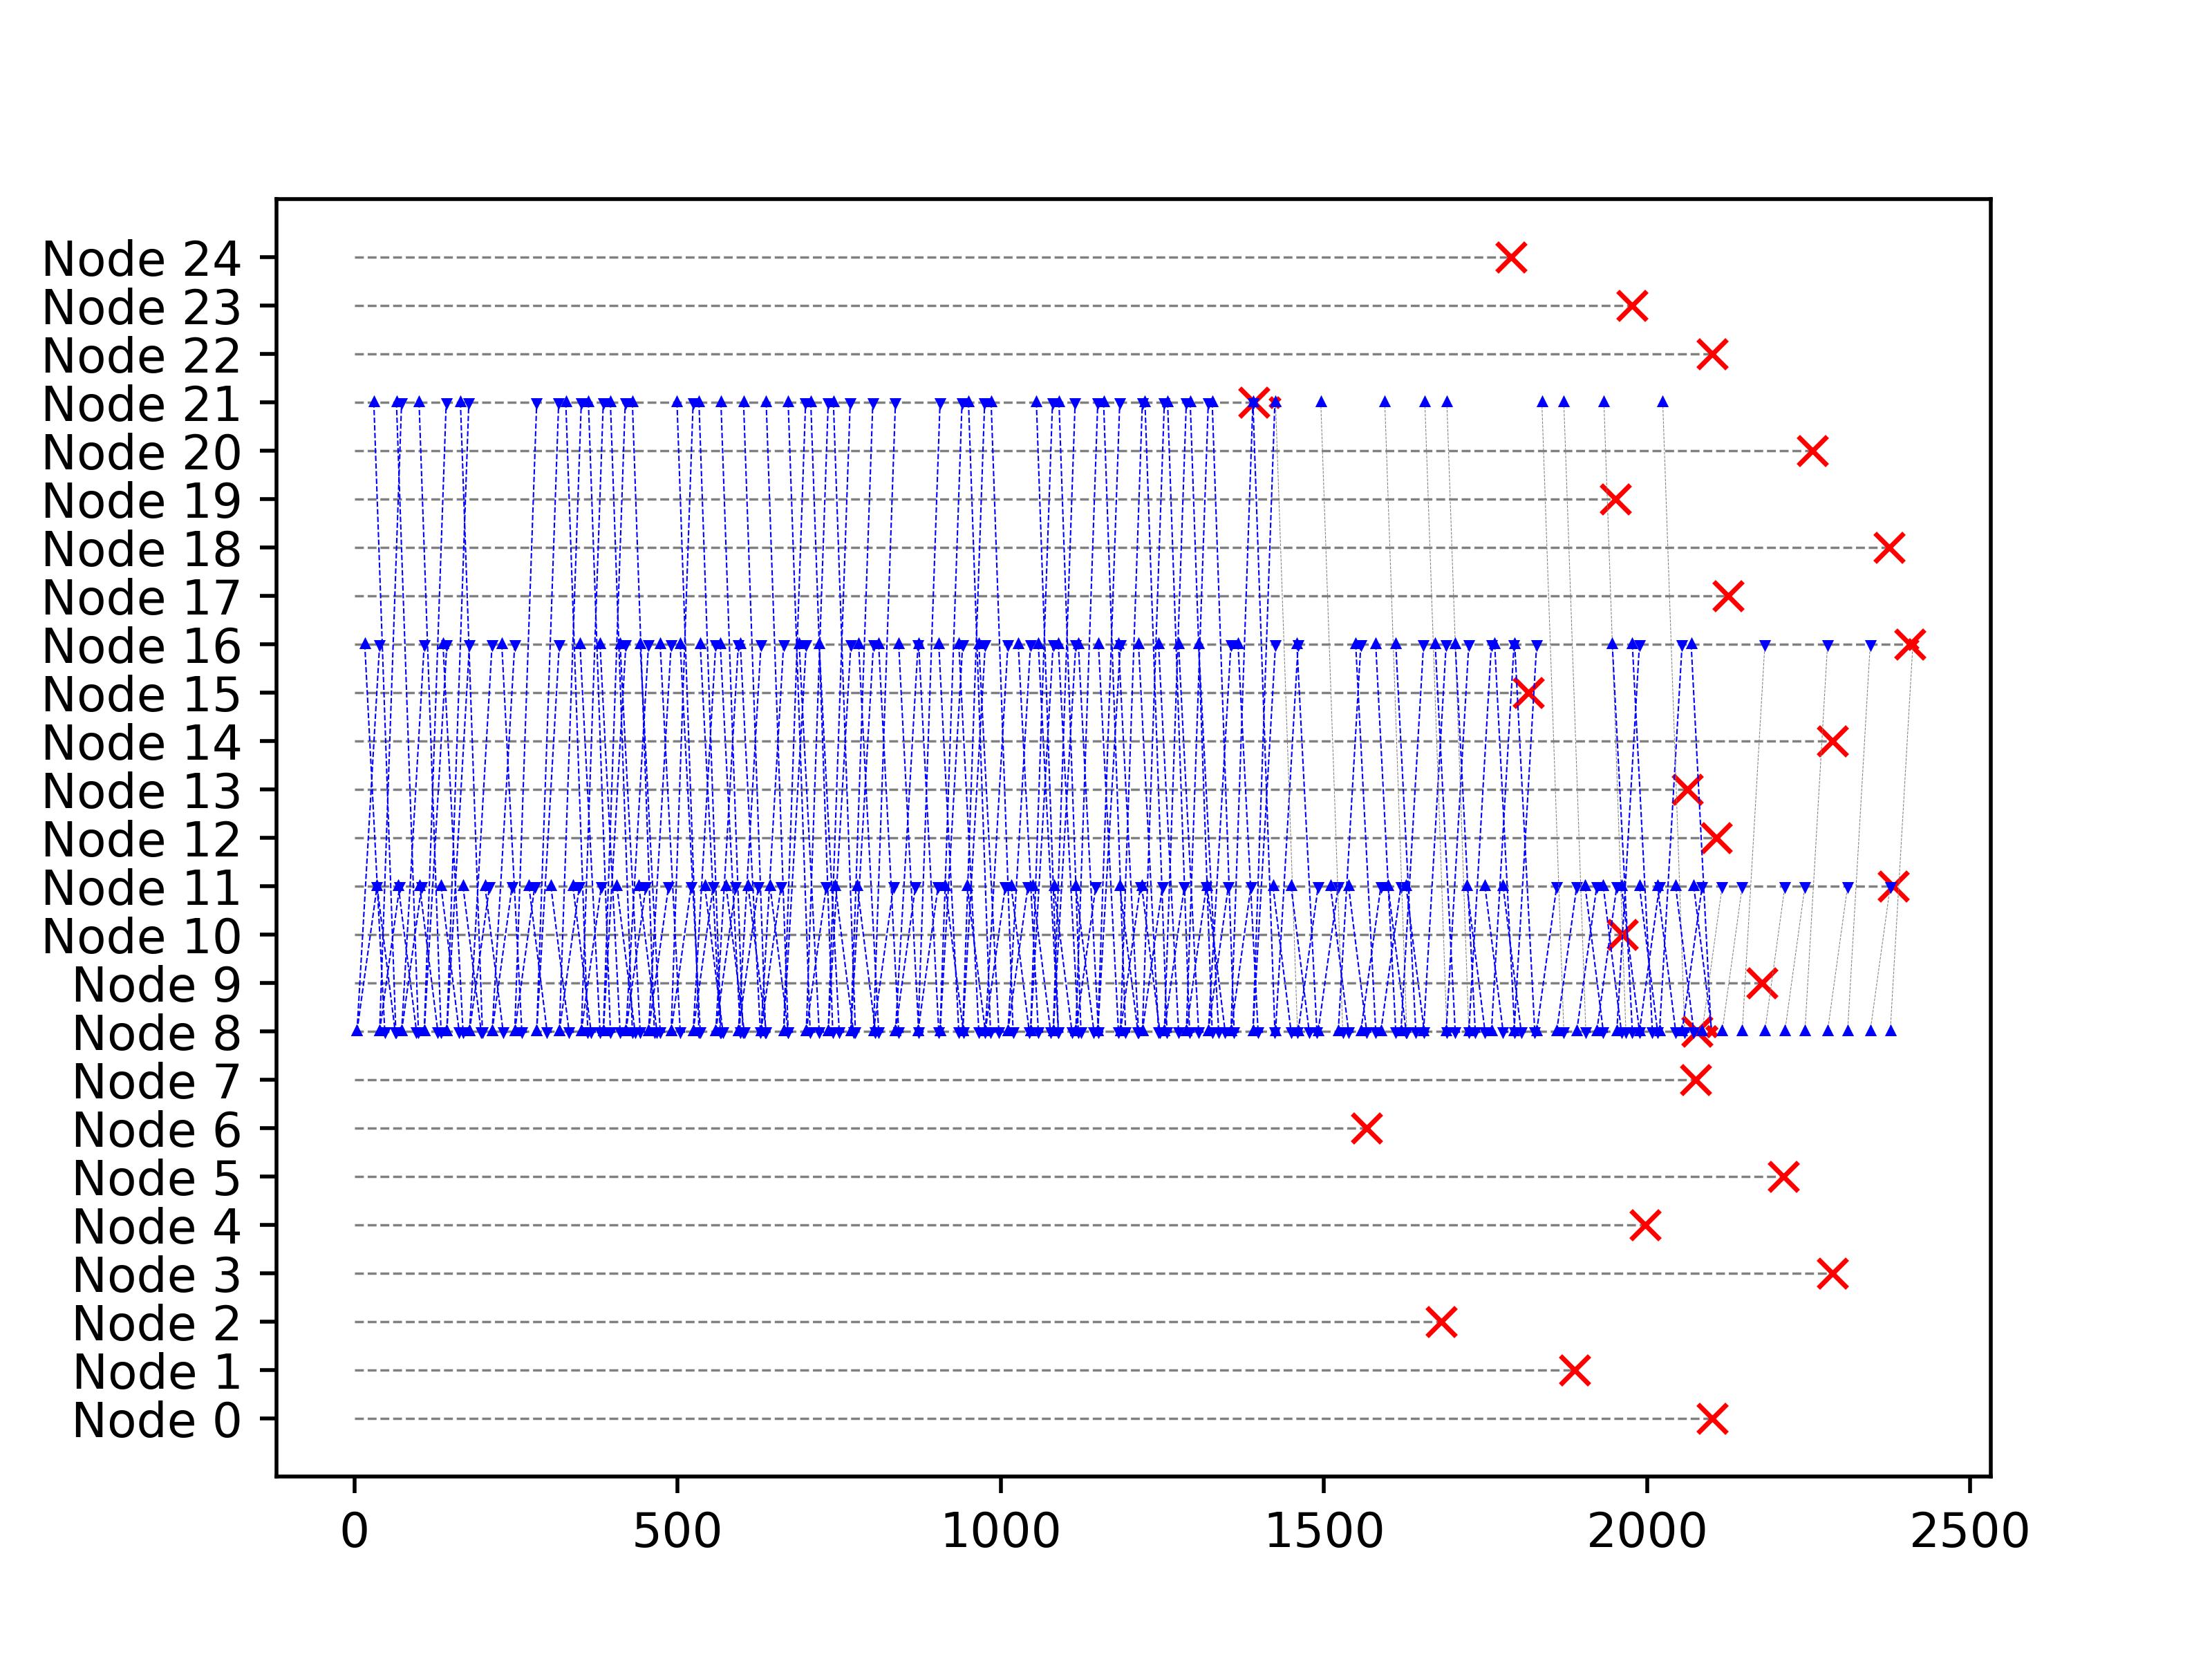 Node 24
Node 23
Node 22
Node 21
Node 20
Node 19
Node 18
Node 17
Node 16
Node 15
Node 14
Node 13
Node 12
Node 11
Node 10
Node 9
Node 8
Node 7
Node 6
Node 5
Node 4
Node 3
Node 2
Node 1
Node 0
0 500 1000 1500 2000 2500